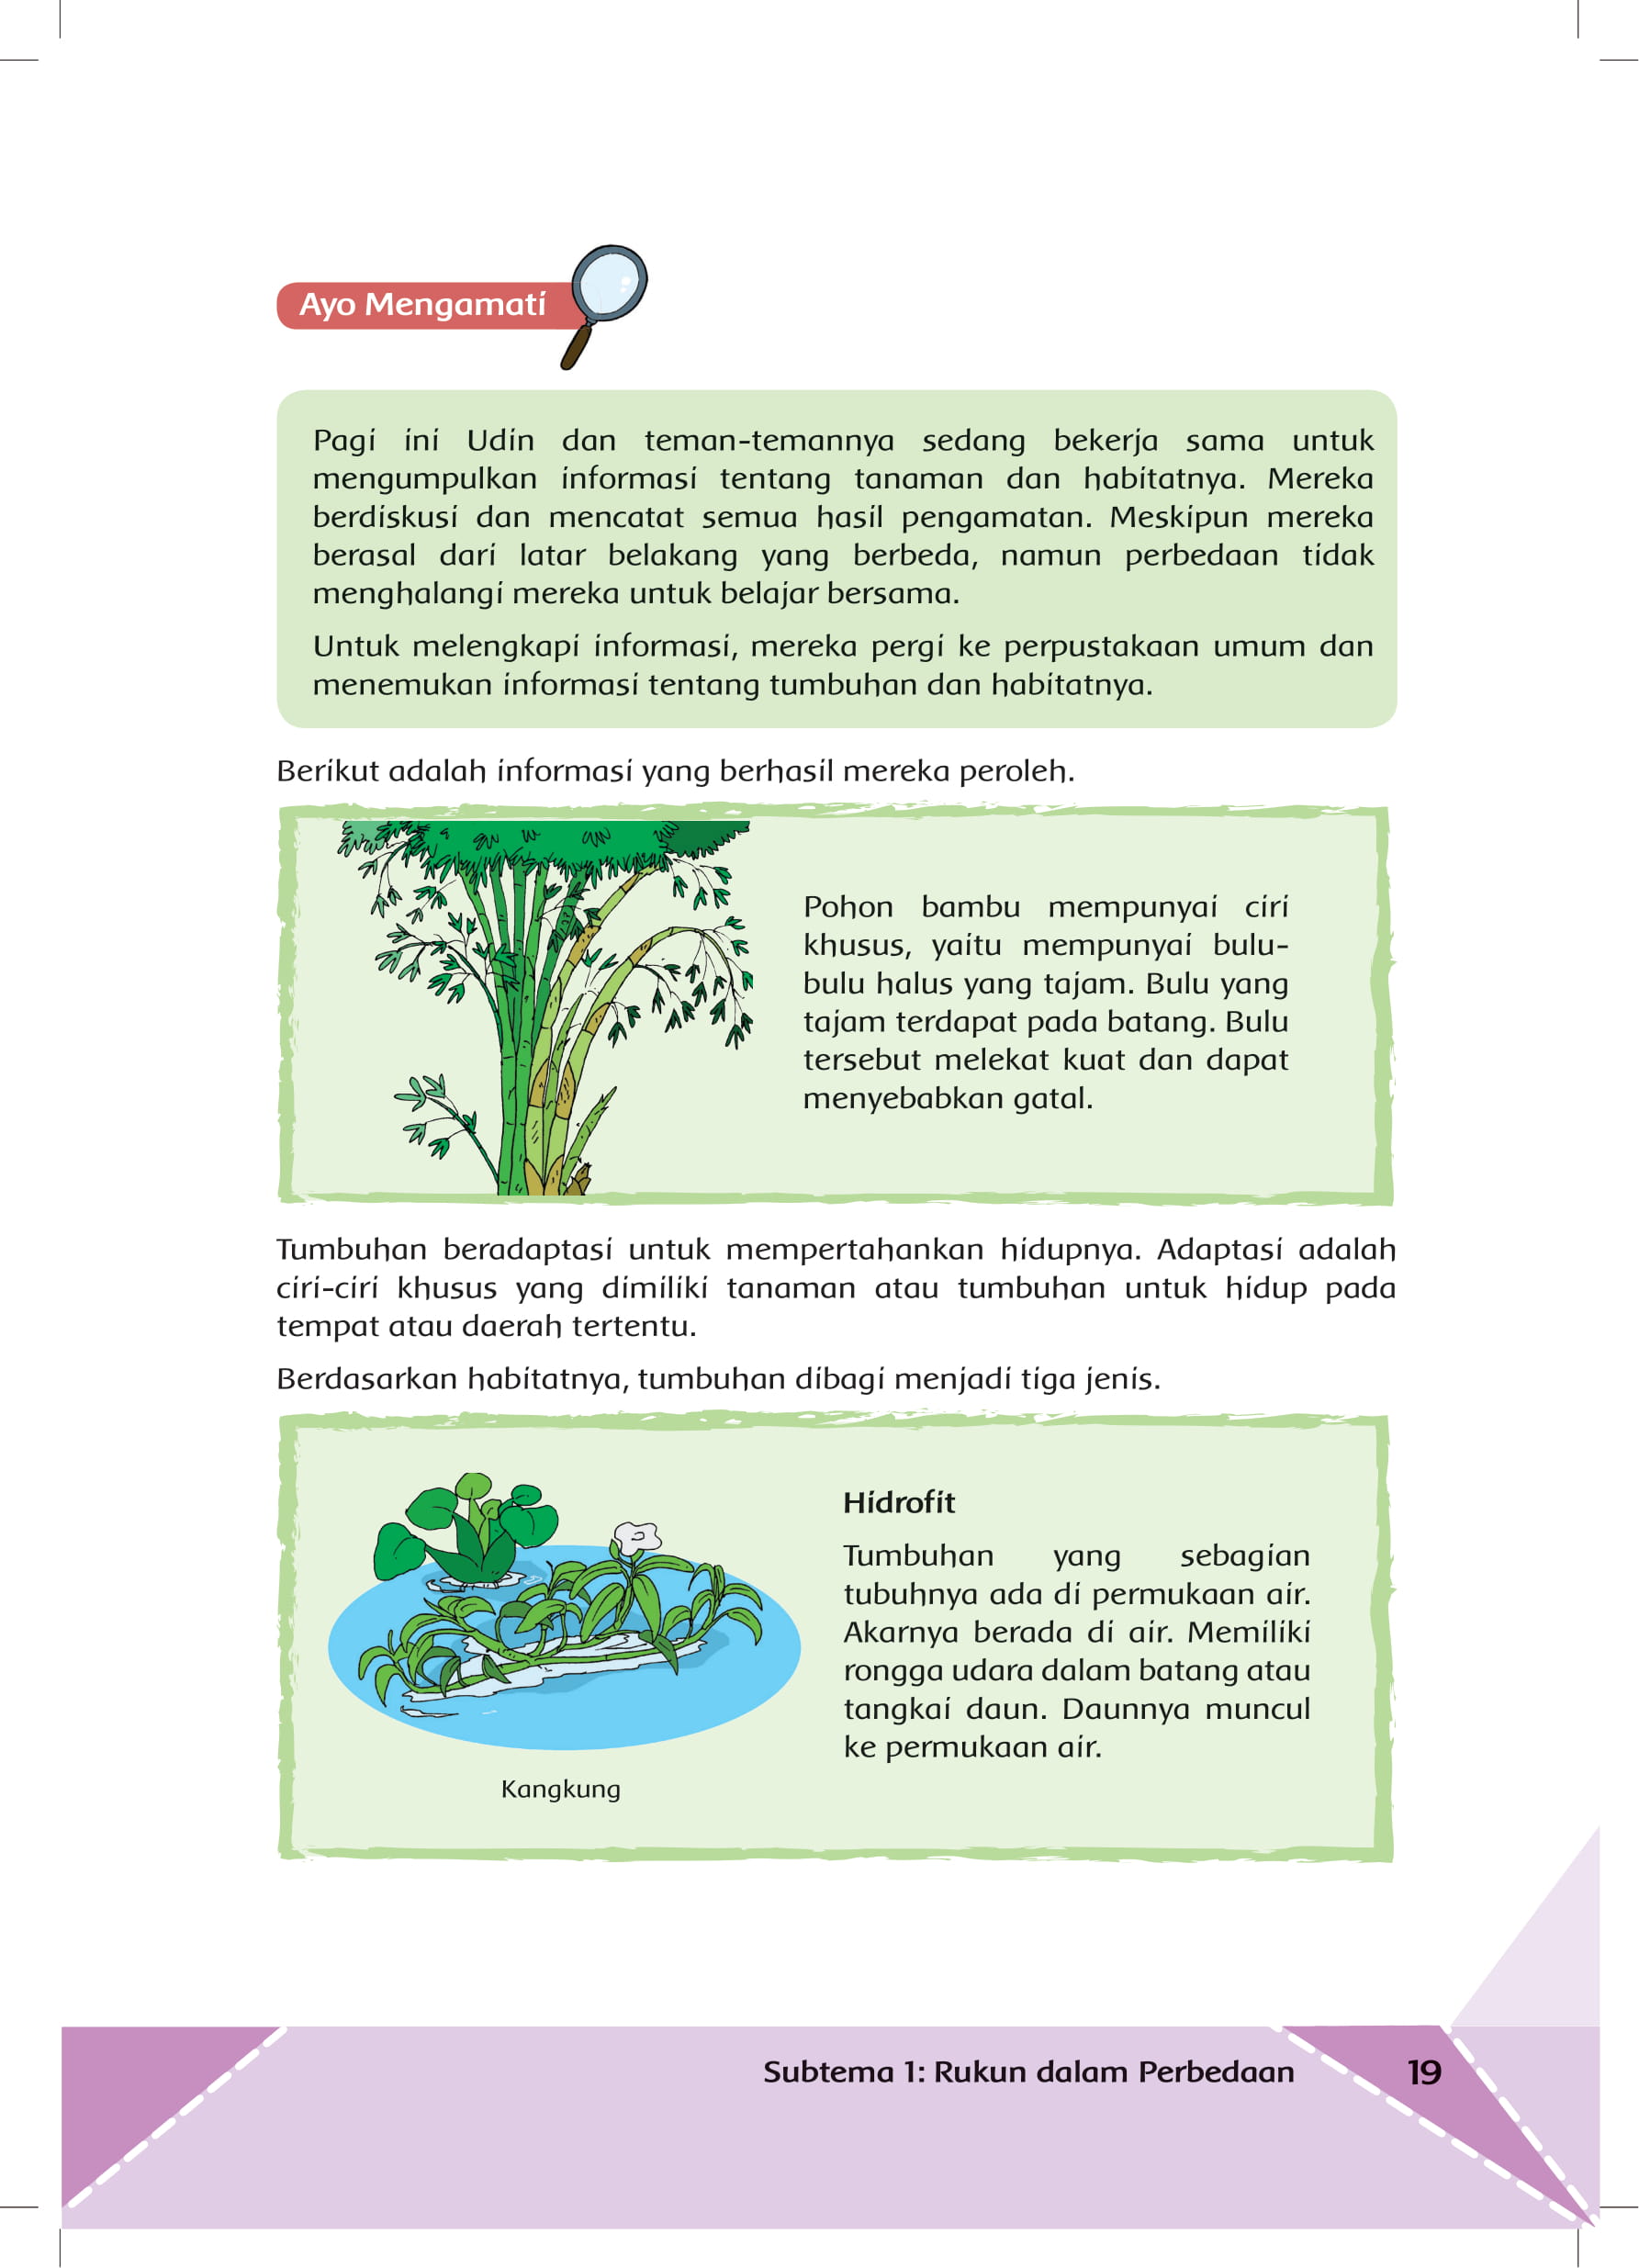 Ayo Mengamati
Pagi ini Udin dan teman-temannya sedang bekerja sama untuk
mengumpulkan informasi tentang tanaman dan habitatnya. Mereka
berdiskusi dan mencatat semua hasil pengamatan. Meskipun mereka
berasal dari latar belakang yang berbeda, namun perbedaan tidak
menghalangi mereka untuk belajar bersama.
Untuk melengkapi informasi, mereka pergi ke perpustakaan umum dan
menemukan informasi tentang tumbuhan dan habitatnya.
Berikut adalah informasi yang berhasil mereka peroleh.
Pohon bambu mempunyai ciri
khusus, yaitu mempunyai bulu-
bulu halus yang tajam. Bulu yang
tajam terdapat pada batang. Bulu
tersebut melekat kuat dan dapat
menyebabkan gatal.
Tumbuhan beradaptasi untuk mempertahankan hidupnya. Adaptasi adalah
ciri-ciri khusus yang dimiliki tanaman atau tumbuhan untuk hidup pada
tempat atau daerah tertentu.
Berdasarkan habitatnya, tumbuhan dibagi menjadi tiga jenis.
Hidrofit
Tumbuhan yang sebagian
tubuhnya ada di permukaan air.
Akarnya berada di air. Memiliki
rongga udara dalam batang atau
tangkai daun. Daunnya muncul
ke permukaan air.
Kangkung
Subtema 1: Rukun dalam Perbedaan
19